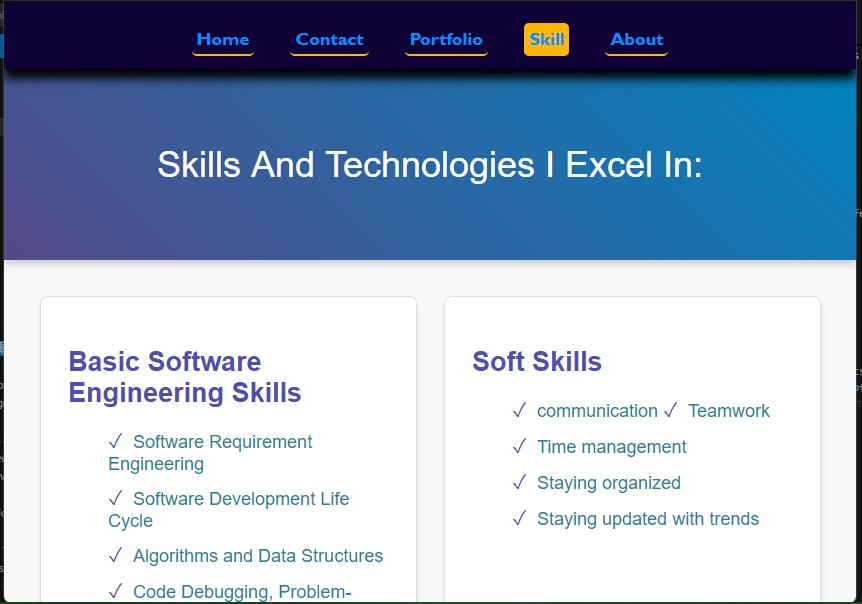 Home Contact Portfolio Skill About
Skills And Technologies I Excel In:
Basic Software
Engineering Skills
✓ Software Requirement
Engineering
✓ Software Development Life
Cycle
✓ Algorithms and Data Structures
✓ Code Debugging, Problem-
Soft Skills
✓ communication ✓ Teamwork
✓ Time management
✓ Staying organized
✓ Staying updated with trends